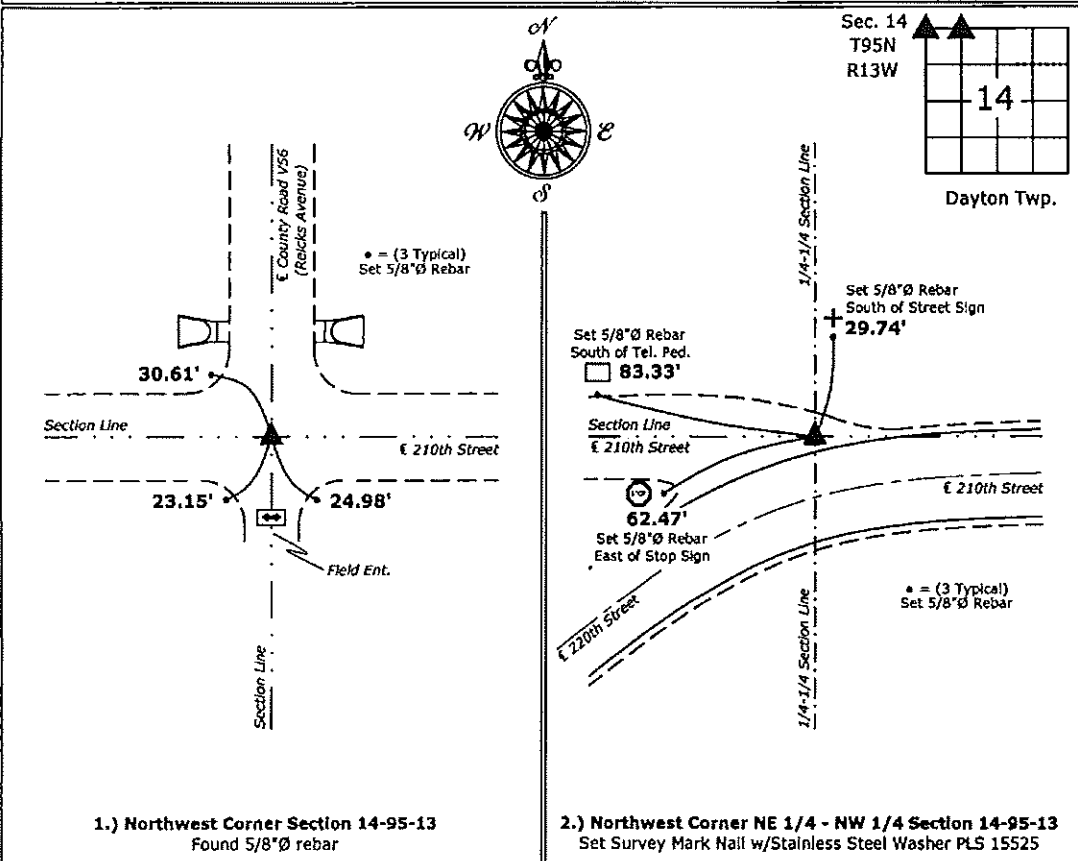 N
W
E
S
Sec. 14
T95N
R13W
14
Dayton Twp.
℄ County Road V56
(Reicks Avenue)
• = (3 Typical)
Set 5/8"Ø Rebar
30.61'
Section Line
℄ 210th Street
23.15'
24.98'
Field Ent.
Section Line
1.) Northwest Corner Section 14-95-13
Found 5/8"Ø rebar
1/4-1/4 Section Line
Set 5/8"Ø Rebar
South of Street Sign
29.74'
Set 5/8"Ø Rebar
South of Tel. Ped.
83.33'
Section Line
℄ 210th Street
℄ 210th Street
62.47'
Set 5/8"Ø Rebar
East of Stop Sign
℄ 220th Street
• = (3 Typical)
Set 5/8"Ø Rebar
1/4-1/4 Section Line
2.) Northwest Corner NE 1/4 - NW 1/4 Section 14-95-13
Set Survey Mark Nail w/Stainless Steel Washer PLS 15525